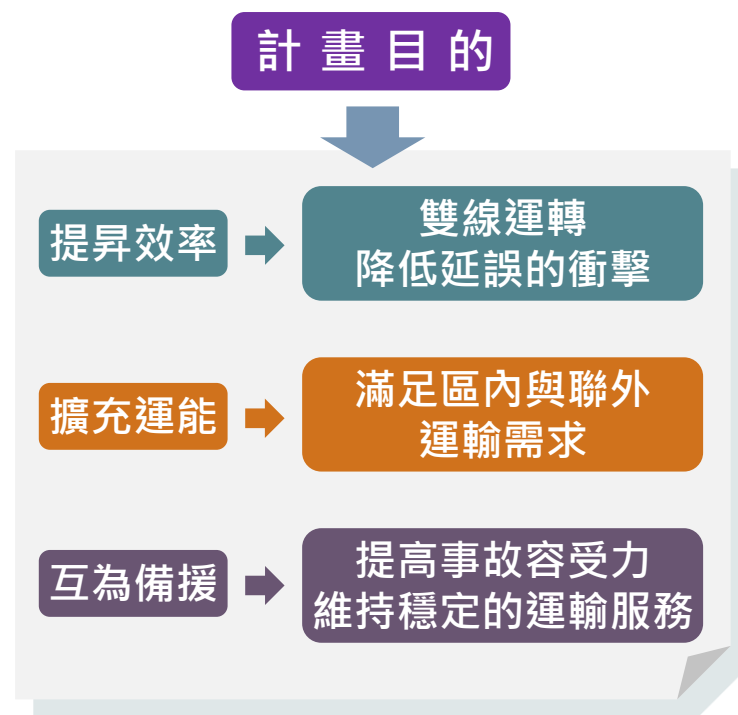 計畫目的
提昇效率
雙線運轉
降低延誤的衝擊
擴充運能
滿足區內與聯外
運輸需求
互為備援
提高事故容受力
維持穩定的運輸服務